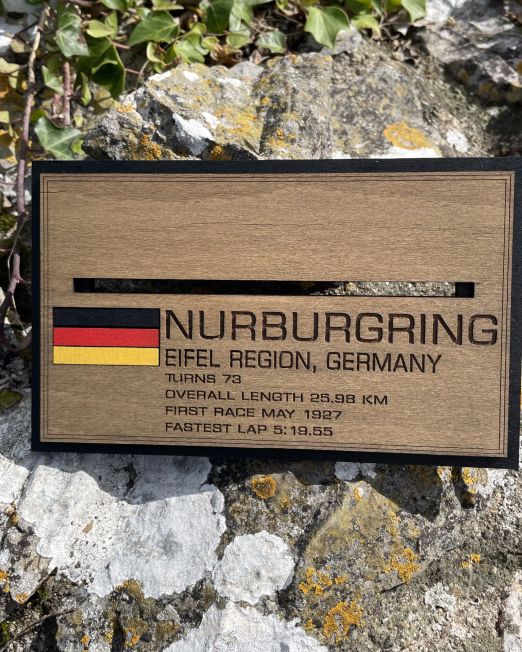 NURBURGRING
EIFEL REGION, GERMANY
TURNS 73
OVERALL LENGTH 25.98 KM
FIRST RACE MAY 1927
FASTEST LAP 5:19.55